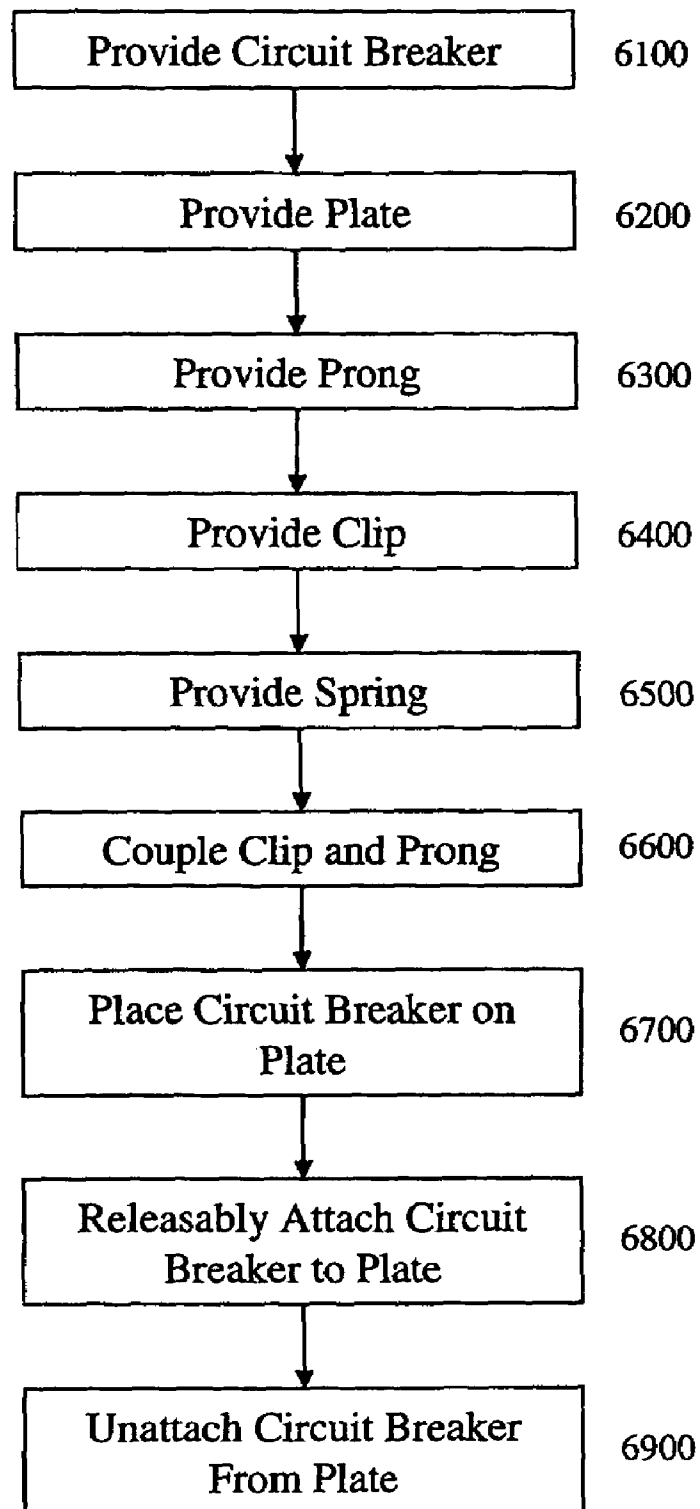 Provide Circuit Breaker 6100
Provide Plate 6200
Provide Prong 6300
Provide Clip 6400
Provide Spring 6500
Couple Clip and Prong 6600
Place Circuit Breaker on
Plate 6700
Releasably Attach Circuit
Breaker to Plate 6800
Unattach Circuit Breaker
From Plate 6900